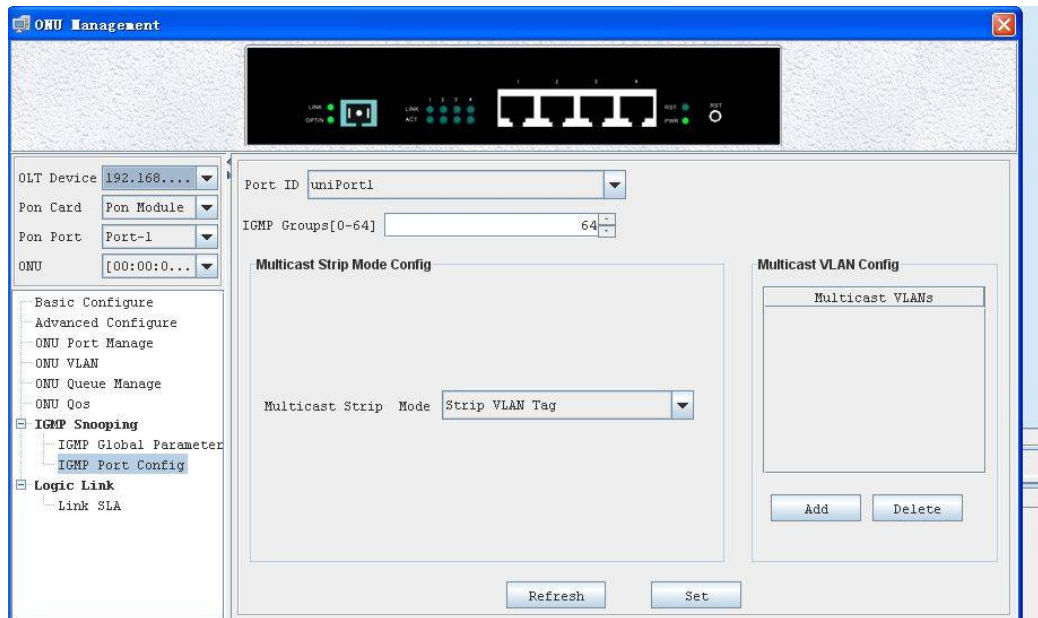 ONU Management
1 2 3 4
LINK
OPTIN
1 2 3 4
LINK
ACT
RST
PWR
RST
OLT Device 192.168....
Pon Card Pon Module
Pon Port Port-1
ONU [00:00:0...
Basic Configure
Advanced Configure
ONU Port Manage
ONU VLAN
ONU Queue Manage
ONU Qos
IGMP Snooping
IGMP Global Parameter
IGMP Port Config
Logic Link
Link SLA
Port ID uniPort1
IGMP Groups[0-64] 64
Multicast Strip Mode Config
Multicast Strip Mode Strip VLAN Tag
Multicast VLAN Config
Multicast VLANs
Add Delete
Refresh Set